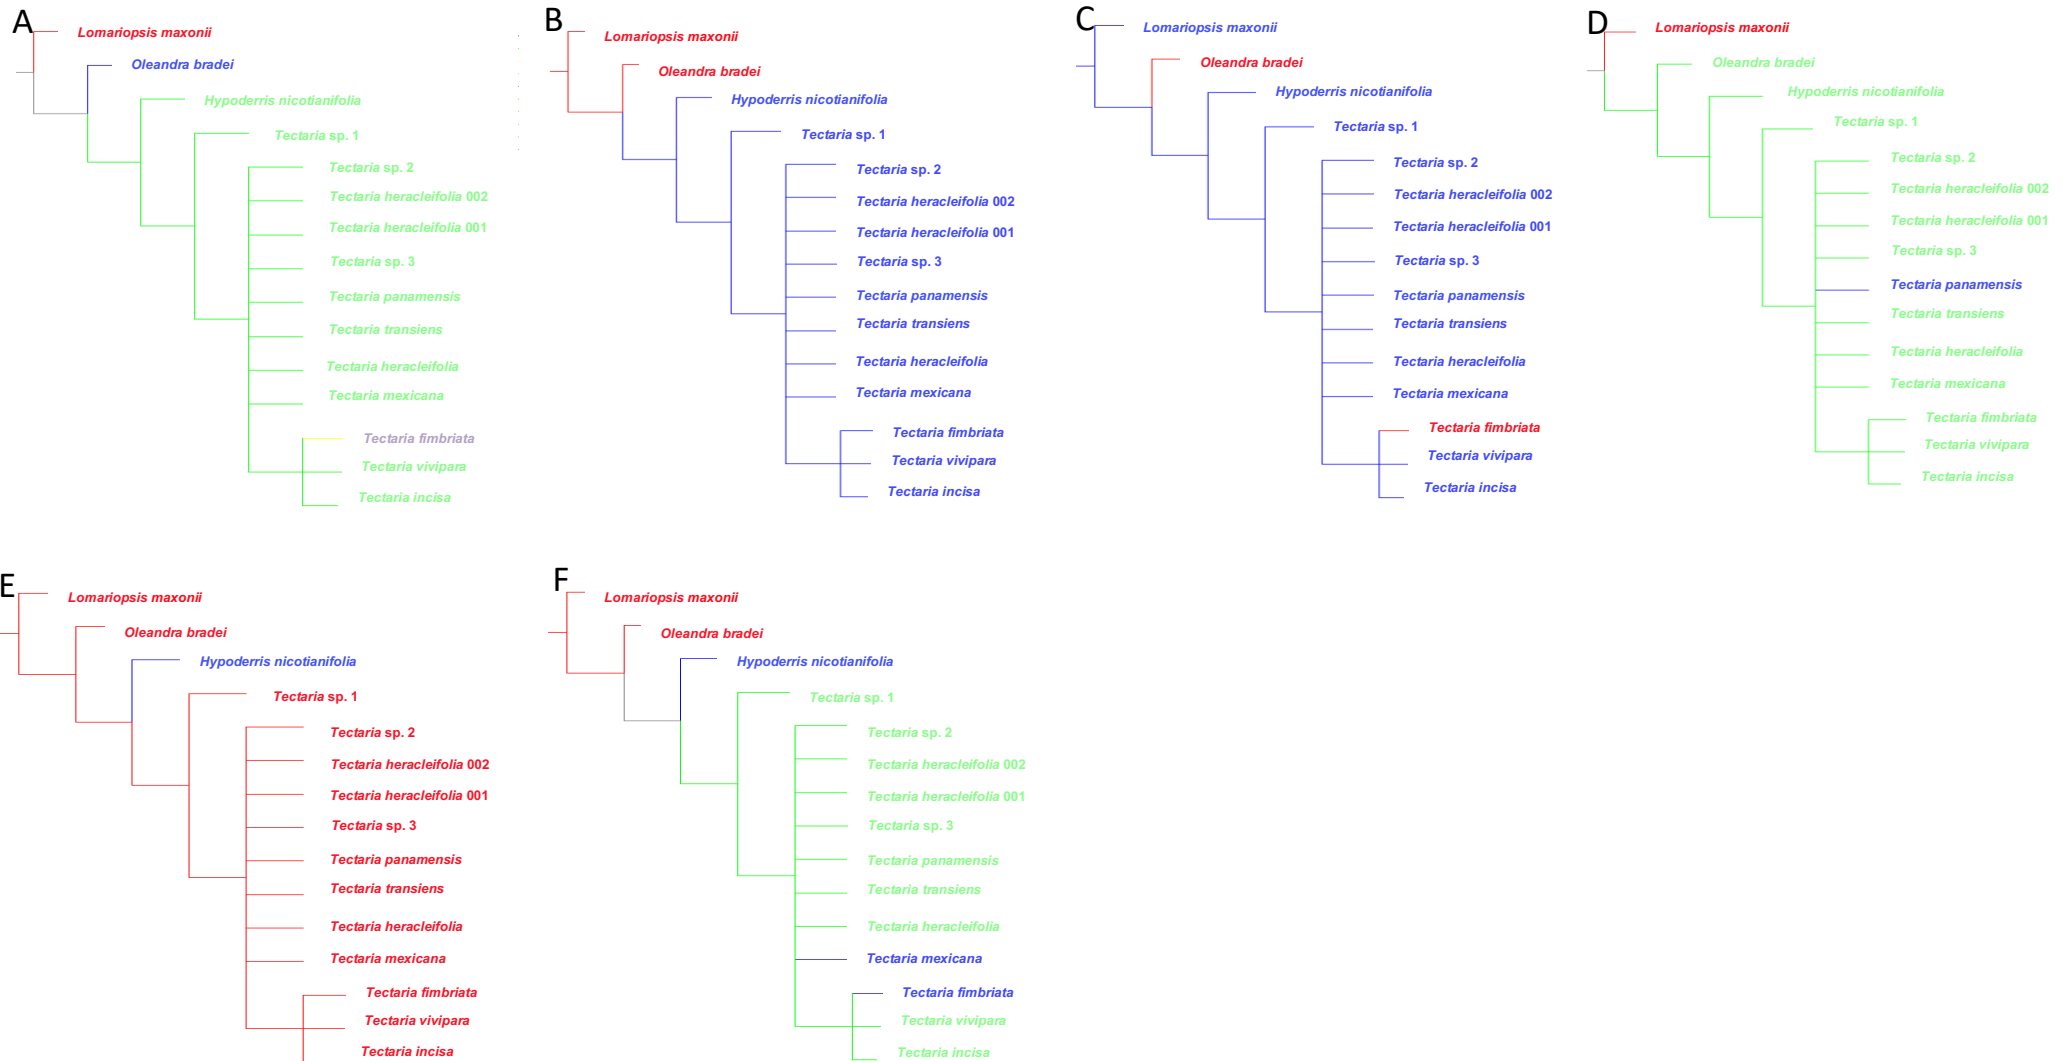 A
Lomariopsis maxonii
Oleandra bradei
Hypoderris nicotianifolia
Tectaria sp. 1
Tectaria sp. 2
Tectaria heracleifolia 002
Tectaria heracleifolia 001
Tectaria sp. 3
Tectaria panamensis
Tectaria transiens
Tectaria heracleifolia
Tectaria mexicana
Tectaria fimbriata
Tectaria vivipara
Tectaria incisa
B
Lomariopsis maxonii
Oleandra bradei
Hypoderris nicotianifolia
Tectaria sp. 1
Tectaria sp. 2
Tectaria heracleifolia 002
Tectaria heracleifolia 001
Tectaria sp. 3
Tectaria panamensis
Tectaria transiens
Tectaria heracleifolia
Tectaria mexicana
Tectaria fimbriata
Tectaria vivipara
Tectaria incisa
C
Lomariopsis maxonii
Oleandra bradei
Hypoderris nicotianifolia
Tectaria sp. 1
Tectaria sp. 2
Tectaria heracleifolia 002
Tectaria heracleifolia 001
Tectaria sp. 3
Tectaria panamensis
Tectaria transiens
Tectaria heracleifolia
Tectaria mexicana
Tectaria fimbriata
Tectaria vivipara
Tectaria incisa
D
Lomariopsis maxonii
Oleandra bradei
Hypoderris nicotianifolia
Tectaria sp. 1
Tectaria sp. 2
Tectaria heracleifolia 002
Tectaria heracleifolia 001
Tectaria sp. 3
Tectaria panamensis
Tectaria transiens
Tectaria heracleifolia
Tectaria mexicana
Tectaria fimbriata
Tectaria vivipara
Tectaria incisa
E
Lomariopsis maxonii
Oleandra bradei
Hypoderris nicotianifolia
Tectaria sp. 1
Tectaria sp. 2
Tectaria heracleifolia 002
Tectaria heracleifolia 001
Tectaria sp. 3
Tectaria panamensis
Tectaria transiens
Tectaria heracleifolia
Tectaria mexicana
Tectaria fimbriata
Tectaria vivipara
Tectaria incisa
F
Lomariopsis maxonii
Oleandra bradei
Hypoderris nicotianifolia
Tectaria sp. 1
Tectaria sp. 2
Tectaria heracleifolia 002
Tectaria heracleifolia 001
Tectaria sp. 3
Tectaria panamensis
Tectaria transiens
Tectaria heracleifolia
Tectaria mexicana
Tectaria fimbriata
Tectaria vivipara
Tectaria incisa